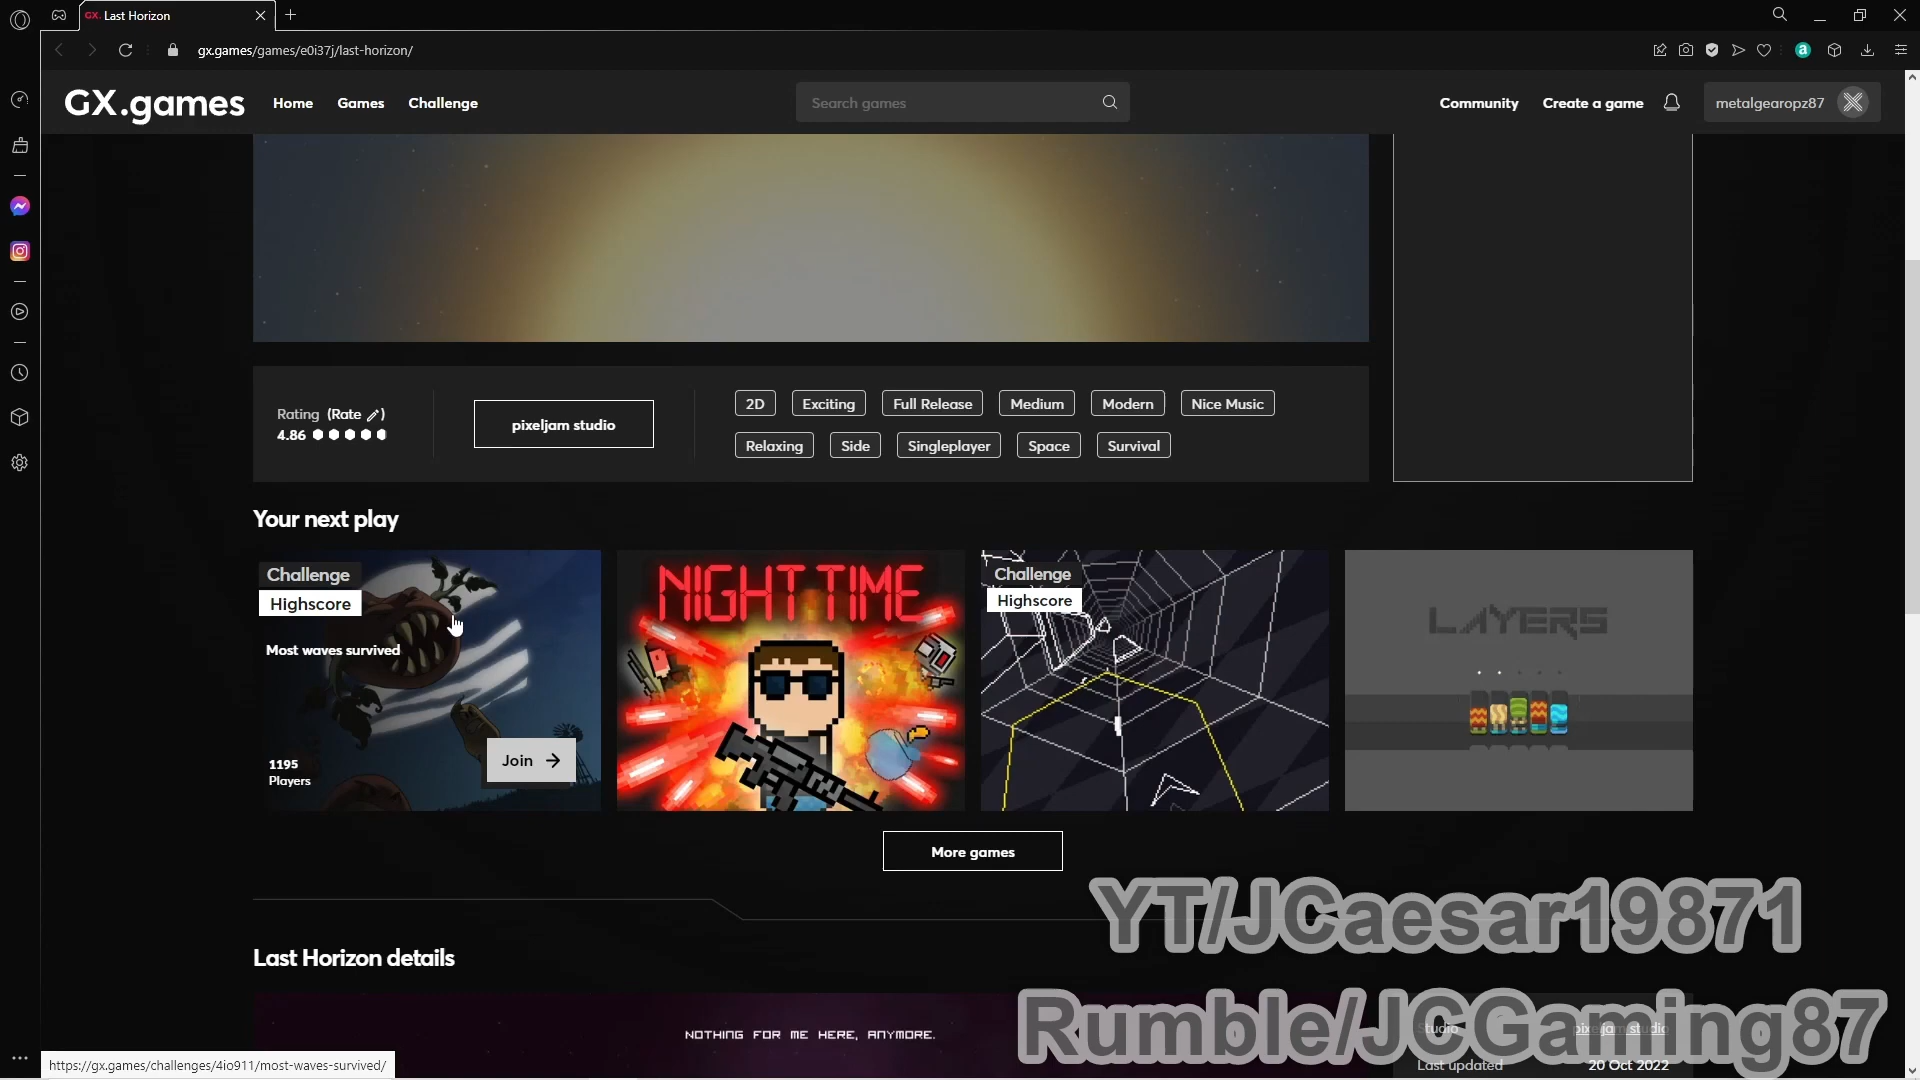 GX Last Horizon
gx.games/games/e0i37j/last-horizon/
a
GX.games
Home
Games
Challenge
Search games
Community
Create a game
metalgearopz87
Rating (Rate)
4.86
pixeljam studio
2D
Exciting
Full Release
Medium
Modern
Nice Music
Relaxing
Side
Singleplayer
Space
Survival
Your next play
Challenge
Highscore
Most waves survived
1195
Players
Join
NIGHT TIME
Challenge
Highscore
LAYERS
More games
YT/JCaesar19871
Last Horizon details
NOTHING FOR ME HERE, ANYMORE.
Rumble/JCGaming87
Studio
pixeljam studio
Last updated
20 Oct 2022
https://gx.games/challenges/4io911/most-waves-survived/